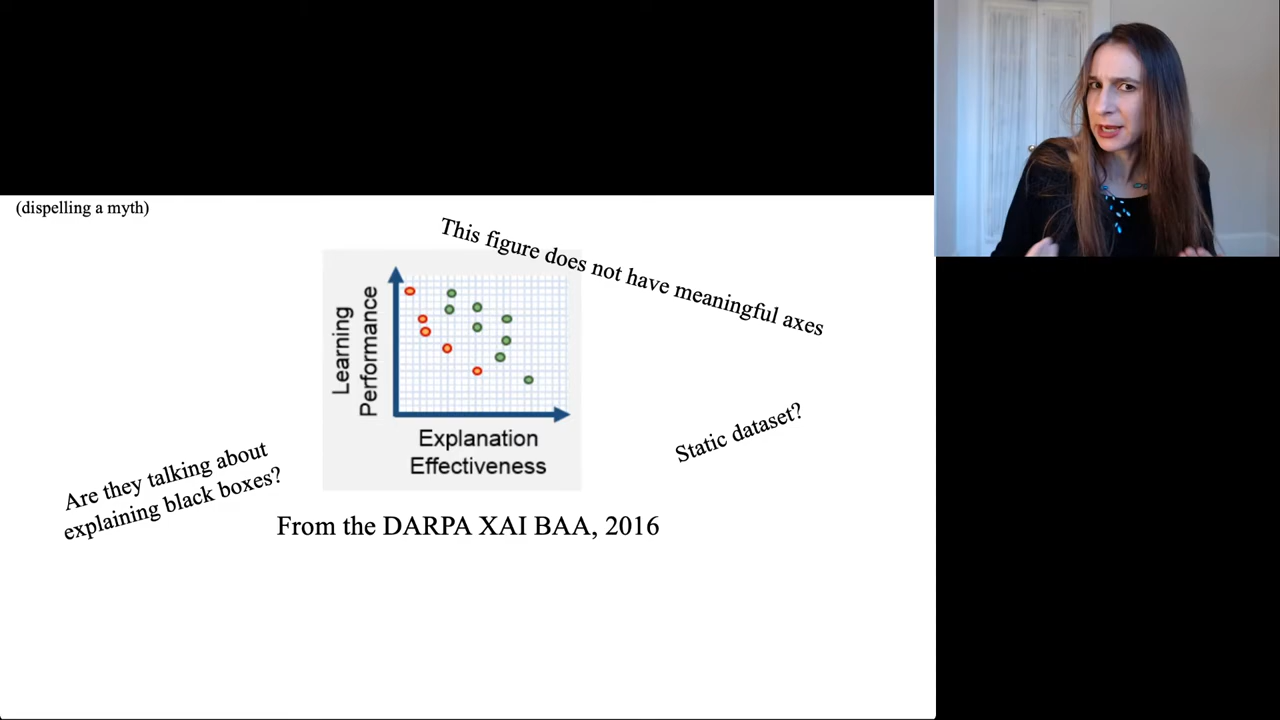 (dispelling a myth)
This figure does not have meaningful axes
Learning
Performance
Explanation
Effectiveness
Static dataset?
Are they talking about
explaining black boxes?
From the DARPA XAI BAA, 2016